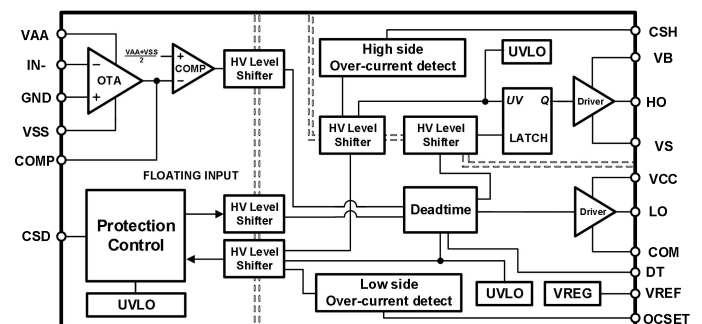 VAA
IN-
GND
VSS
COMP
CSD
OTA
VAA+VSS
2
COMP
HV Level
Shifter
FLOATING INPUT
Protection
Control
UVLO
HV Level
Shifter
HV Level
Shifter
High side
Over-current detect
UVLO
HV Level
Shifter
HV Level
Shifter
UV Q
LATCH
Driver
Deadtime
Driver
Low side
Over-current detect
UVLO
VREG
CSH
VB
HO
VS
VCC
LO
COM
DT
VREF
OCSET